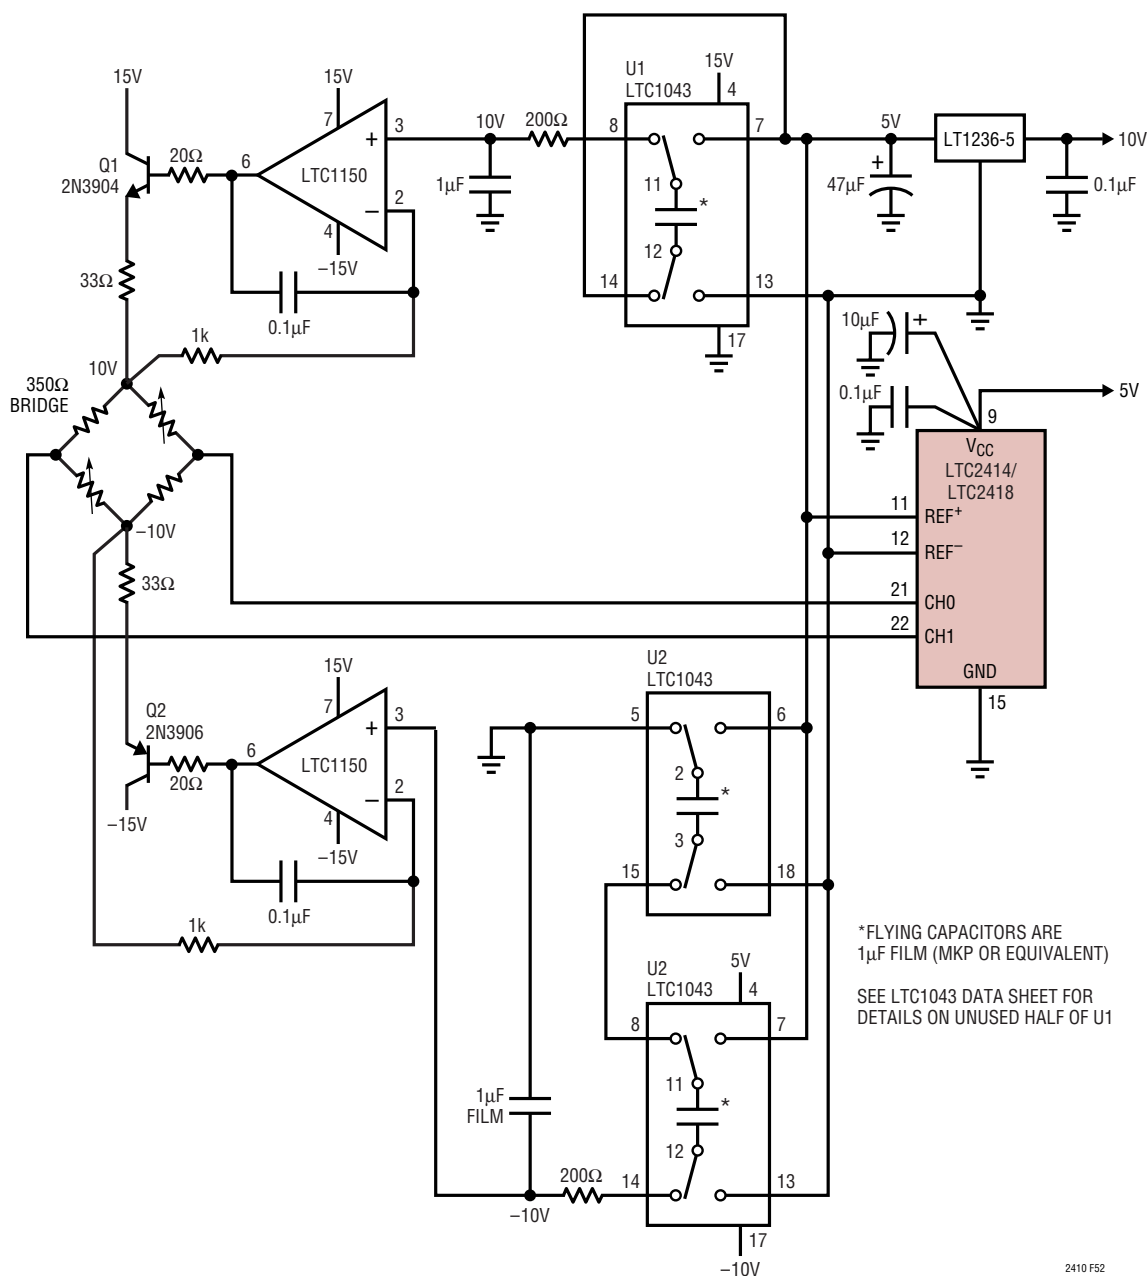 15V
Q1
2N3904
20Ω
6
15V
7
LTC1150
4
–15V
+
3
–
2
0.1µF
33Ω
1k
10V
350Ω
BRIDGE
–10V
33Ω
10V
1µF
200Ω
U1
LTC1043
15V
4
8
7
11
*
12
14
13
17
5V
+
47µF
LT1236-5
10V
0.1µF
10µF
+
0.1µF
5V
9
VCC
LTC2414/
LTC2418
11
REF+
12
REF–
21
CH0
22
CH1
GND
15
Q2
2N3906
–15V
20Ω
6
15V
7
LTC1150
4
–15V
+
3
–
2
0.1µF
1k
U2
LTC1043
5
6
2
*
3
15
18
U2
LTC1043
5V
4
8
7
11
*
12
14
13
17
–10V
1µF
FILM
200Ω
–10V
*FLYING CAPACITORS ARE
1µF FILM (MKP OR EQUIVALENT)
SEE LTC1043 DATA SHEET FOR
DETAILS ON UNUSED HALF OF U1
2410 F52